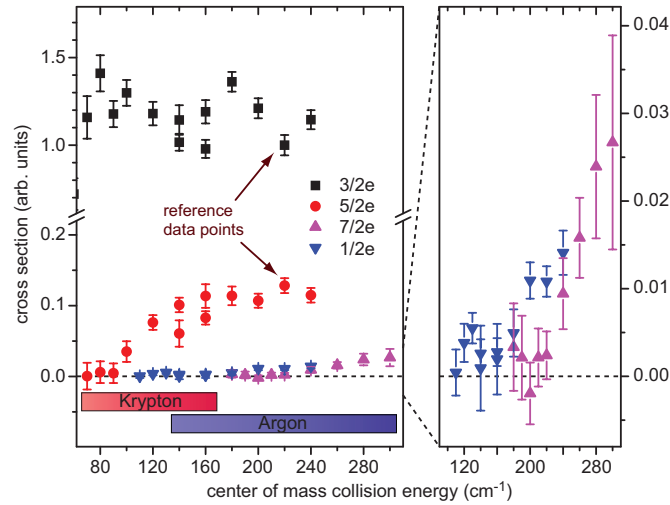 1.5
1.0
0.2
0.1
0.0
cross section (arb. units)
3/2e
5/2e
7/2e
1/2e
reference
data points
Krypton
Argon
80 120 160 200 240 280
0.04
0.03
0.02
0.01
0.00
120 160 200 240 280
center of mass collision energy (cm⁻¹)